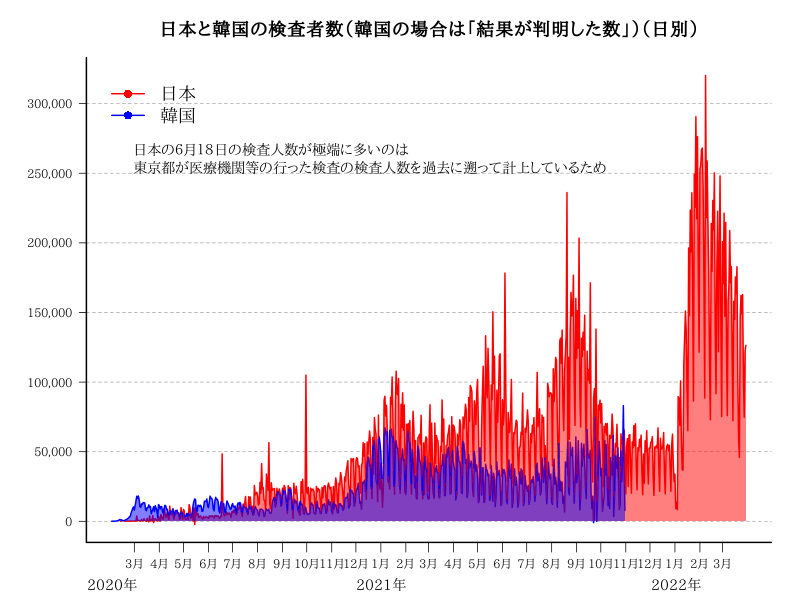 日本と韓国の検査者数（韓国の場合は「結果が判明した数」）（日別）
日本
韓国
日本の6月18日の検査人数が極端に多いのは
東京都が医療機関等の行った検査の検査人数を過去に遡って計上しているため
300,000
250,000
200,000
150,000
100,000
50,000
0
3月 4月 5月 6月 7月 8月 9月 10月 11月 12月 1月 2月 3月 4月 5月 6月 7月 8月 9月 10月 11月 12月 1月 2月 3月
2020年 2021年 2022年